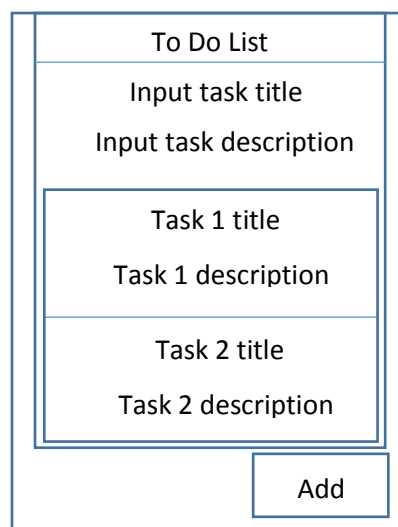 To Do List
Input task title
Input task description
Task 1 title
Task 1 description
Task 2 title
Task 2 description
Add